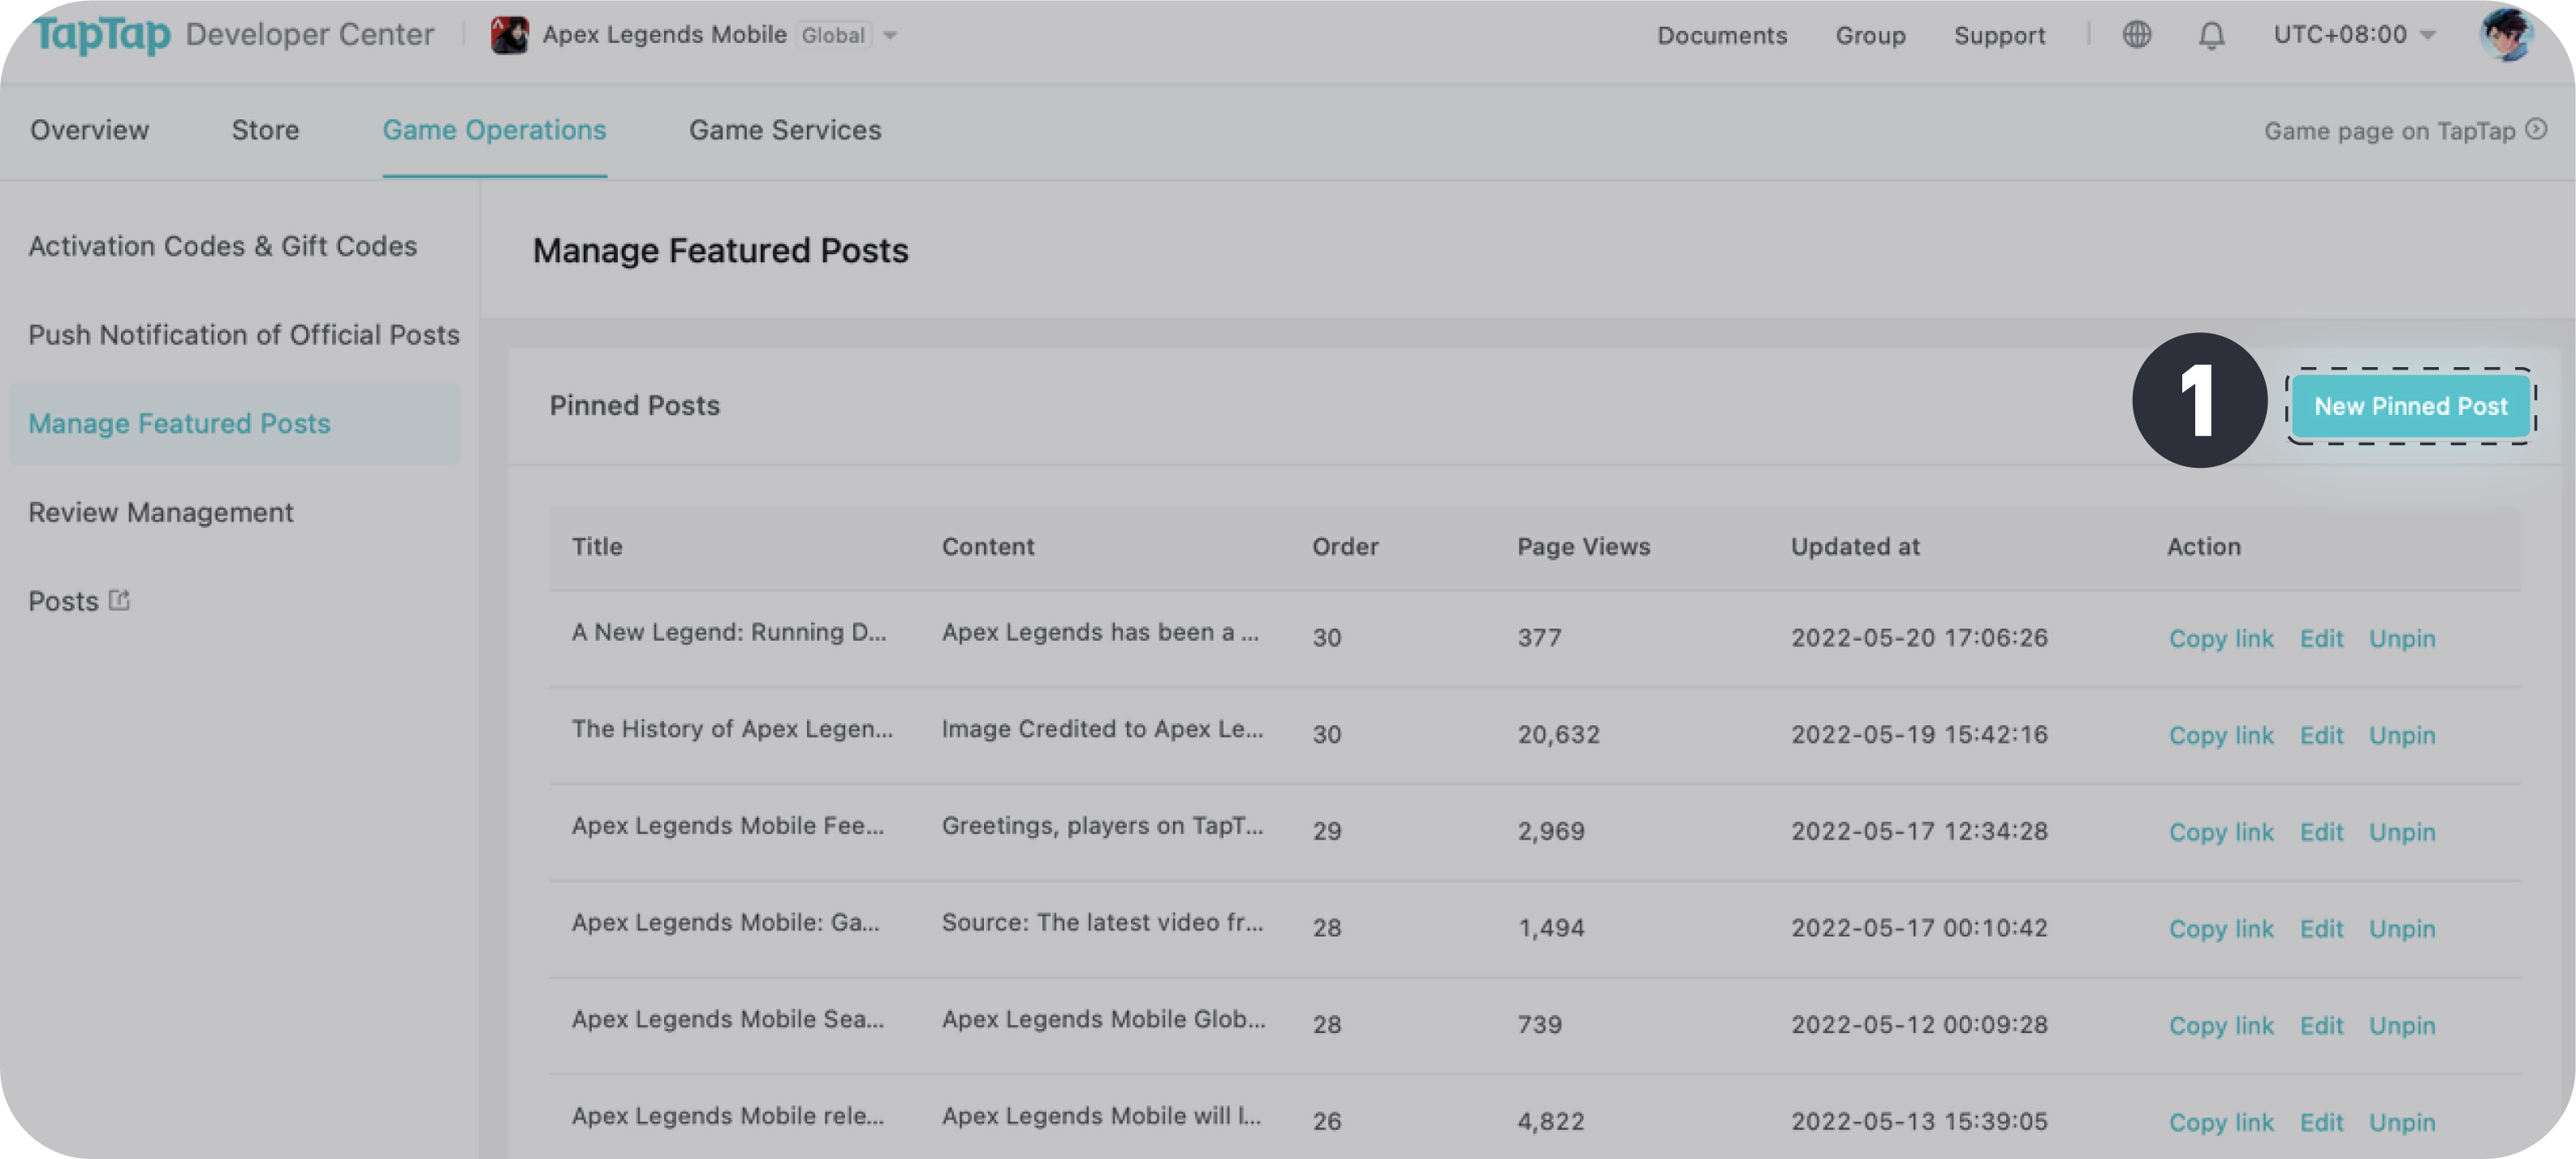 TapTap Developer Center Apex Legends Mobile Global Documents Group Support UTC+08:00
Overview Store Game Operations Game Services Game page on TapTap
Activation Codes & Gift Codes
Push Notification of Official Posts
Manage Featured Posts
Review Management
Posts
Manage Featured Posts
Pinned Posts 1 New Pinned Post
Title Content Order Page Views Updated at Action
A New Legend: Running D... Apex Legends has been a ... 30 377 2022-05-20 17:06:26 Copy link Edit Unpin
The History of Apex Legen... Image Credited to Apex Le... 30 20,632 2022-05-19 15:42:16 Copy link Edit Unpin
Apex Legends Mobile Fee... Greetings, players on TapT... 29 2,969 2022-05-17 12:34:28 Copy link Edit Unpin
Apex Legends Mobile: Ga... Source: The latest video fr... 28 1,494 2022-05-17 00:10:42 Copy link Edit Unpin
Apex Legends Mobile Sea... Apex Legends Mobile Glob... 28 739 2022-05-12 00:09:28 Copy link Edit Unpin
Apex Legends Mobile rele... Apex Legends Mobile will l... 26 4,822 2022-05-13 15:39:05 Copy link Edit Unpin